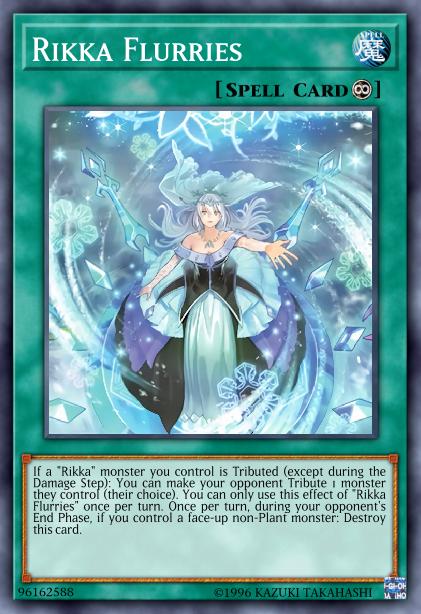 Rikka Flurries
SPELL
魔
[Spell Card]
If a "Rikka" monster you control is Tributed (except during the
Damage Step): You can make your opponent Tribute 1 monster
they control (their choice). You can only use this effect of "Rikka
Flurries" once per turn. Once per turn, during your opponent's
End Phase, if you control a face-up non-Plant monster: Destroy
this card.
96162588
©1996 KAZUKI TAKAHASHI